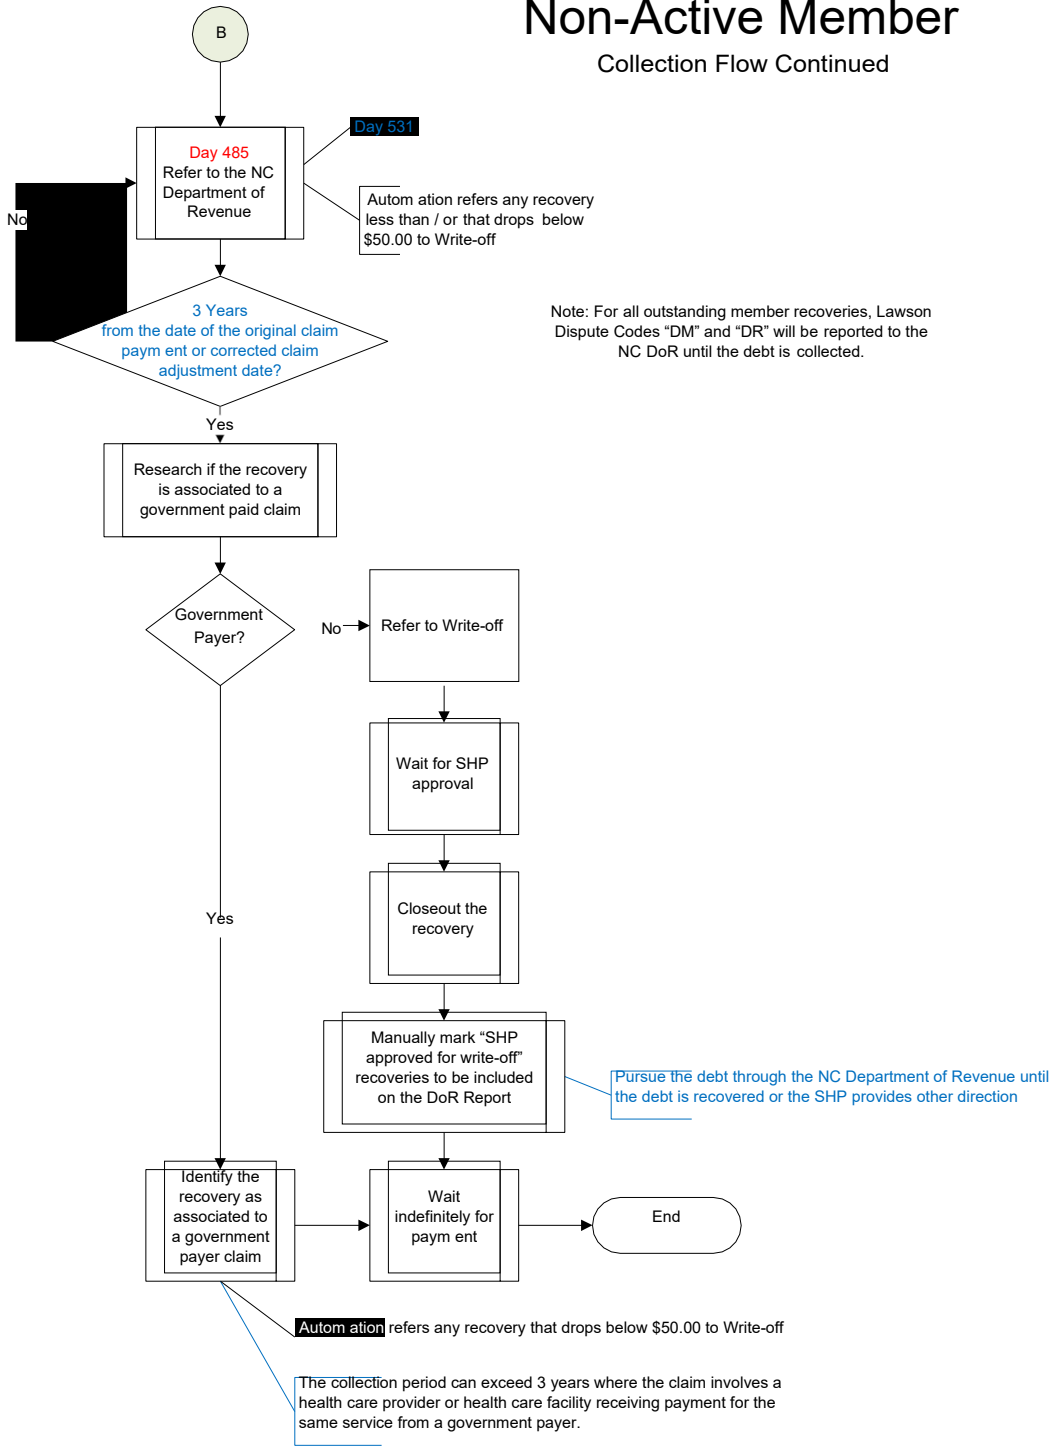 Non-Active Member
Collection Flow Continued
B
Day 531
Day 485
Refer to the NC
Department of
Revenue
Autom ation refers any recovery
less than / or that drops below
$50.00 to Write-off
No
3 Years
from the date of the original claim
paym ent or corrected claim
adjustment date?
Note: For all outstanding member recoveries, Lawson
Dispute Codes “DM” and “DR” will be reported to the
NC DoR until the debt is collected.
Yes
Research if the recovery
is associated to a
government paid claim
Government
Payer?
No
Refer to Write-off
Wait for SHP
approval
Closeout the
recovery
Yes
Manually mark “SHP
approved for write-off”
recoveries to be included
on the DoR Report
Pursue the debt through the NC Department of Revenue until
the debt is recovered or the SHP provides other direction
Identify the
recovery as
associated to
a government
payer claim
Wait
indefinitely for
paym ent
End
Autom ation refers any recovery that drops below $50.00 to Write-off
The collection period can exceed 3 years where the claim involves a
health care provider or health care facility receiving payment for the
same service from a government payer.